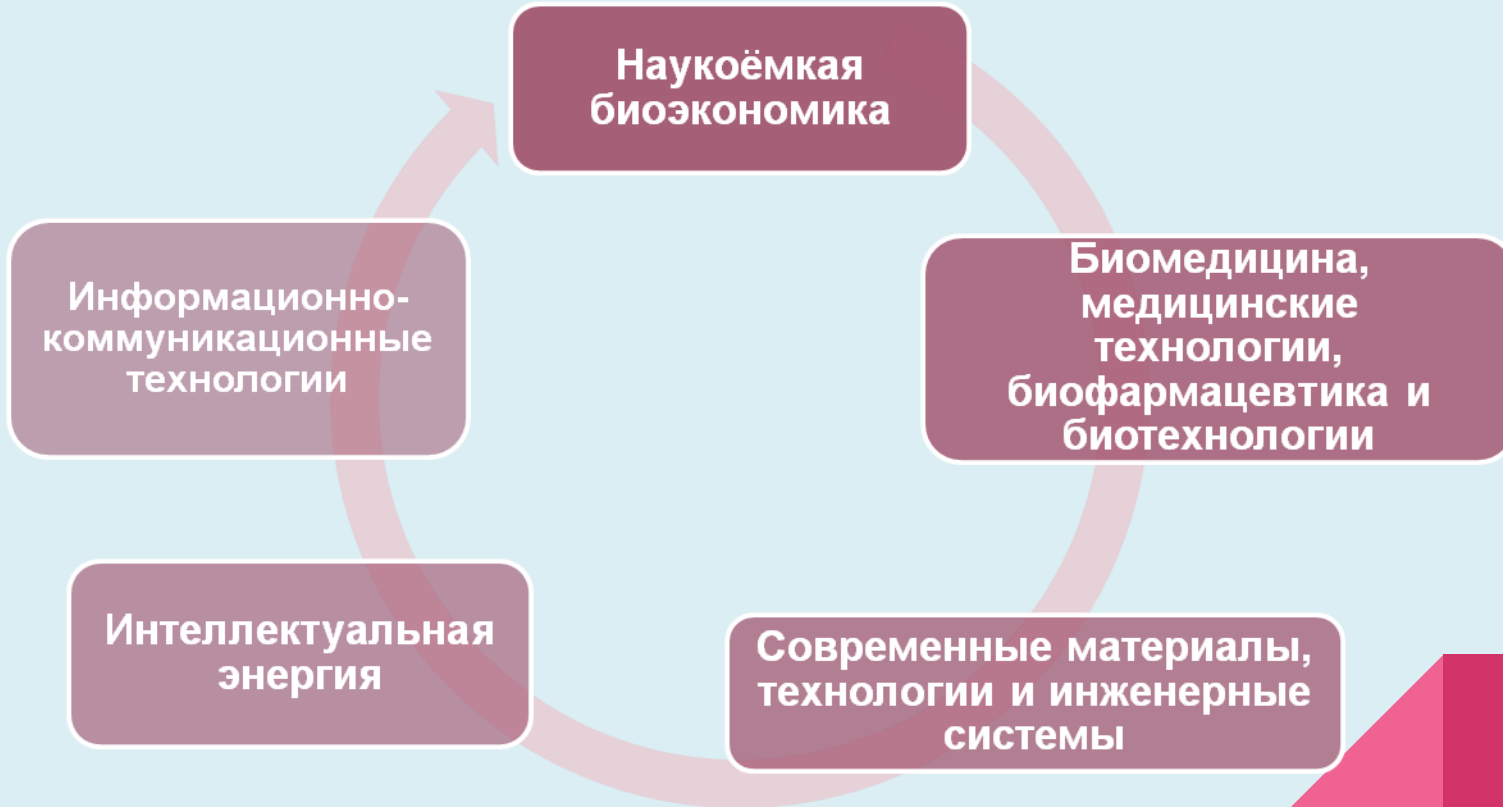 Наукоёмкая
биоэкономика
Биомедицина,
медицинские
технологии,
биофармацевтика и
биотехнологии
Современные материалы,
технологии и инженерные
системы
Интеллектуальная
энергия
Информационно-
коммуникационные
технологии